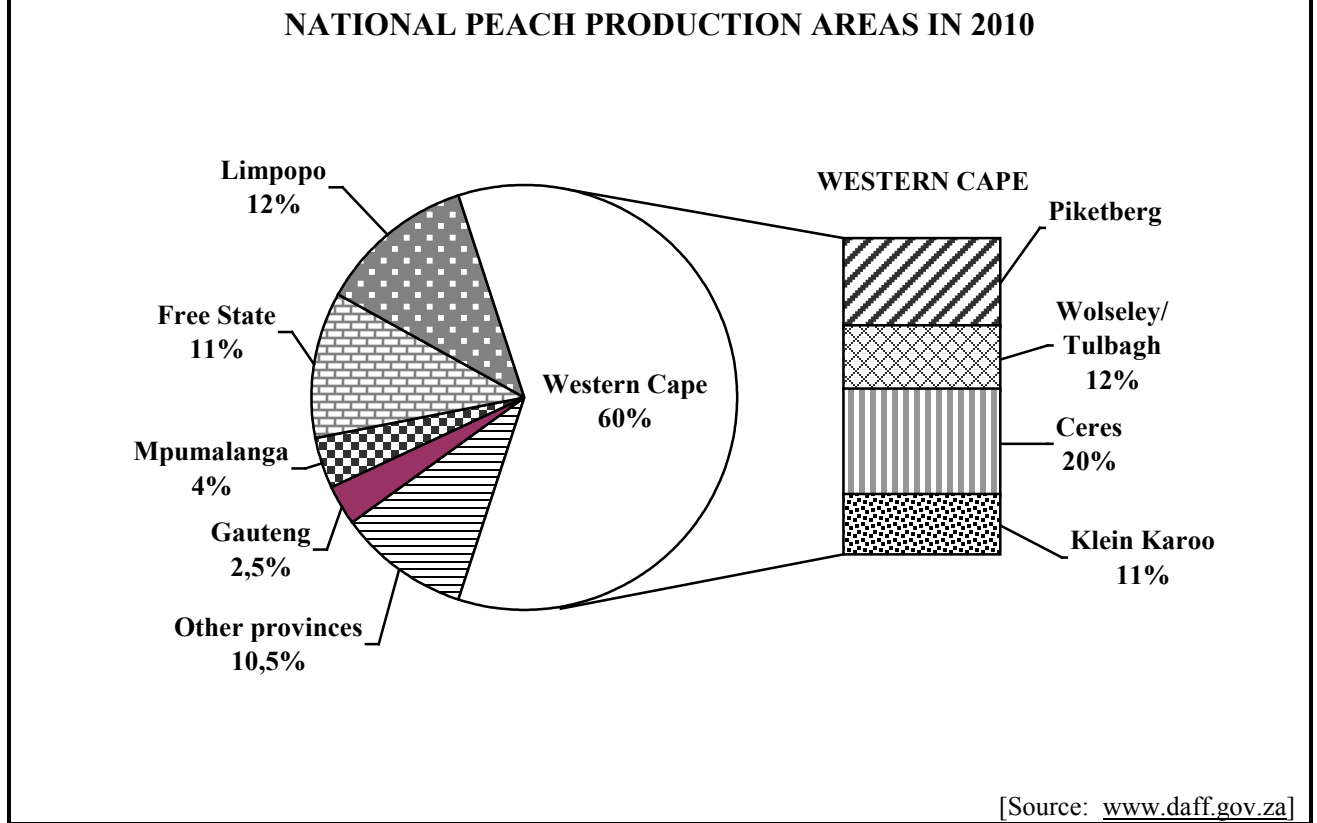 NATIONAL PEACH PRODUCTION AREAS IN 2010
Limpopo
12%
Free State
11%
Mpumalanga
4%
Gauteng
2,5%
Other provinces
10,5%
Western Cape
60%
WESTERN CAPE
Piketberg
Wolseley/
Tulbagh
12%
Ceres
20%
Klein Karoo
11%
[Source: www.daff.gov.za]